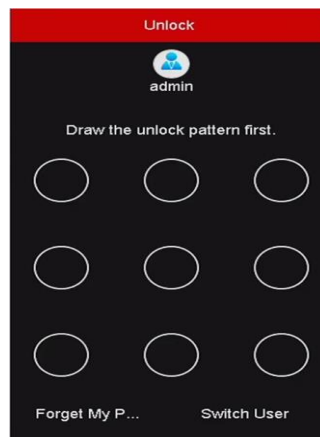 Unlock
admin
Draw the unlock pattern first.
Forget My P...
Switch User